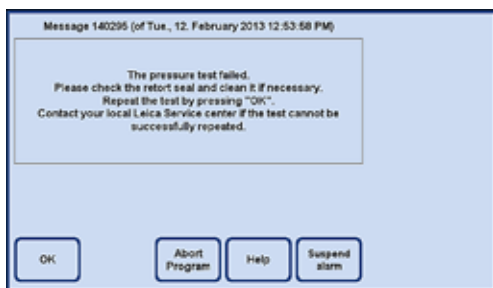 Message 140295 (of Tue., 12. February 2013 12:53:58 PM)
The pressure test failed.
Please check the retort seal and clean it if necessary.
Repeat the test by pressing "OK".
Contact your local Leica Service center if the test cannot be
successfully repeated.
OK
Abort
Program
Help
Suspend
alarm